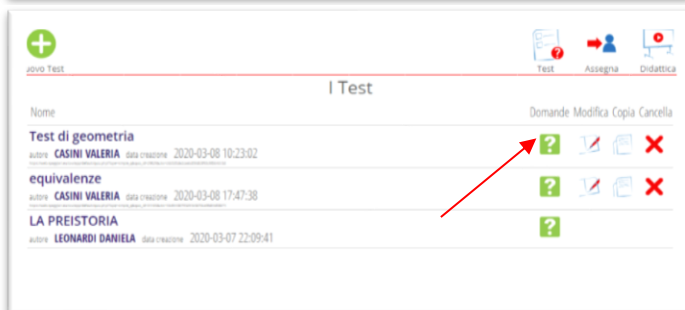 uovo Test
Test Assegna Didattica
I Test
Nome Domande Modifica Copia Cancella
Test di geometria
autore CASINI VALERIA data creazione 2020-03-08 10:23:02
equivalenze
autore CASINI VALERIA data creazione 2020-03-08 17:47:38
LA PREISTORIA
autore LEONARDI DANIELA data creazione 2020-03-07 22:09:41